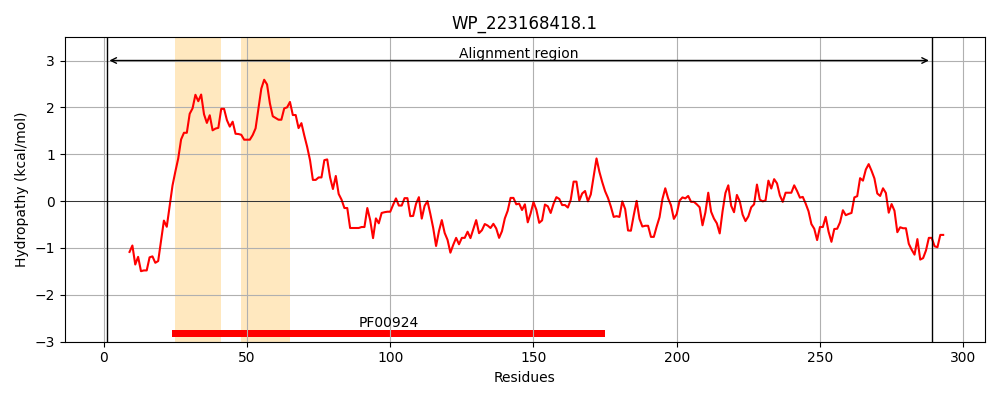 WP_223168418.1
Alignment region
3
2
1
0
−1
−2
−3
Hydropathy (kcal/mol)
PF00924
0
50
100
150
200
250
300
Residues